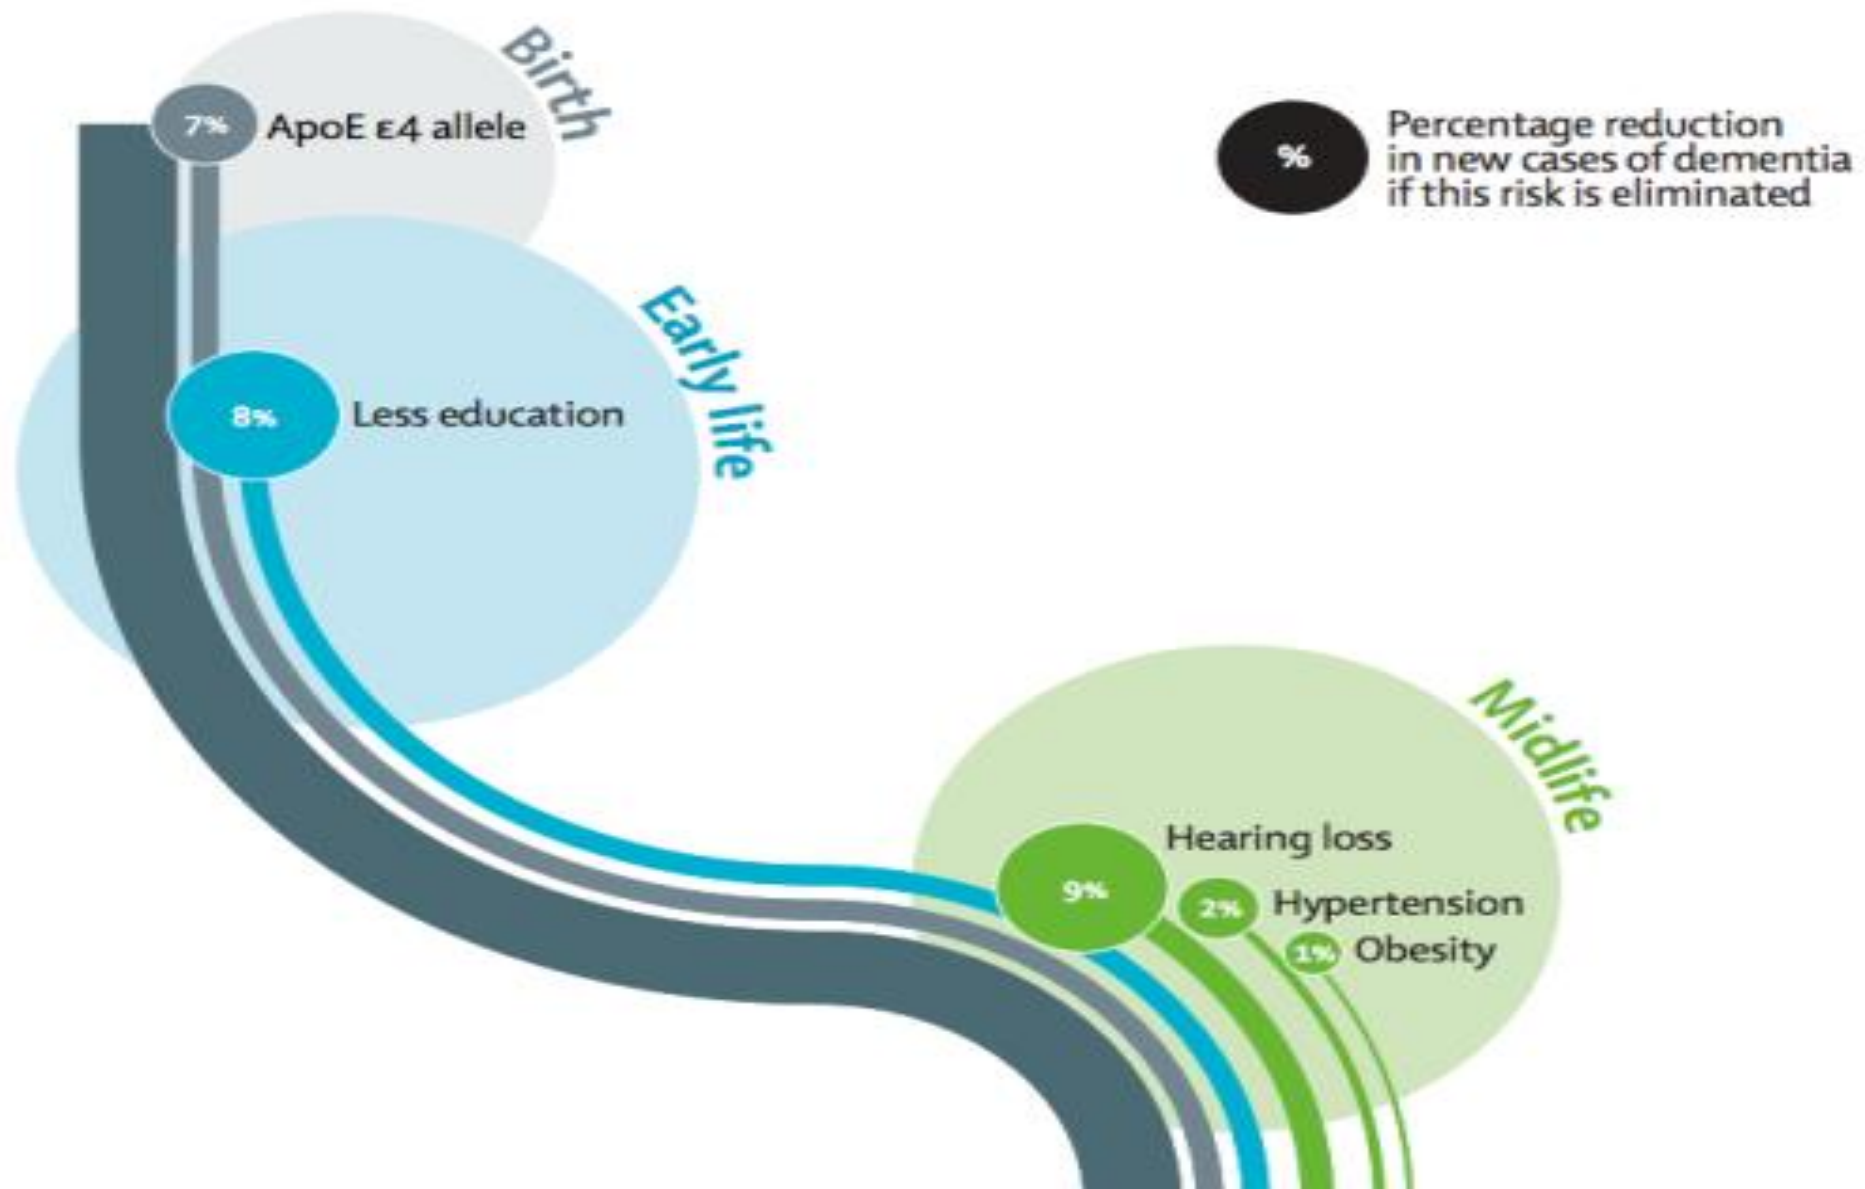 Birth
7%
ApoE ε4 allele
%
Percentage reduction
in new cases of dementia
if this risk is eliminated
Early life
8%
Less education
Midlife
Hearing loss
9%
2%
Hypertension
1%
Obesity